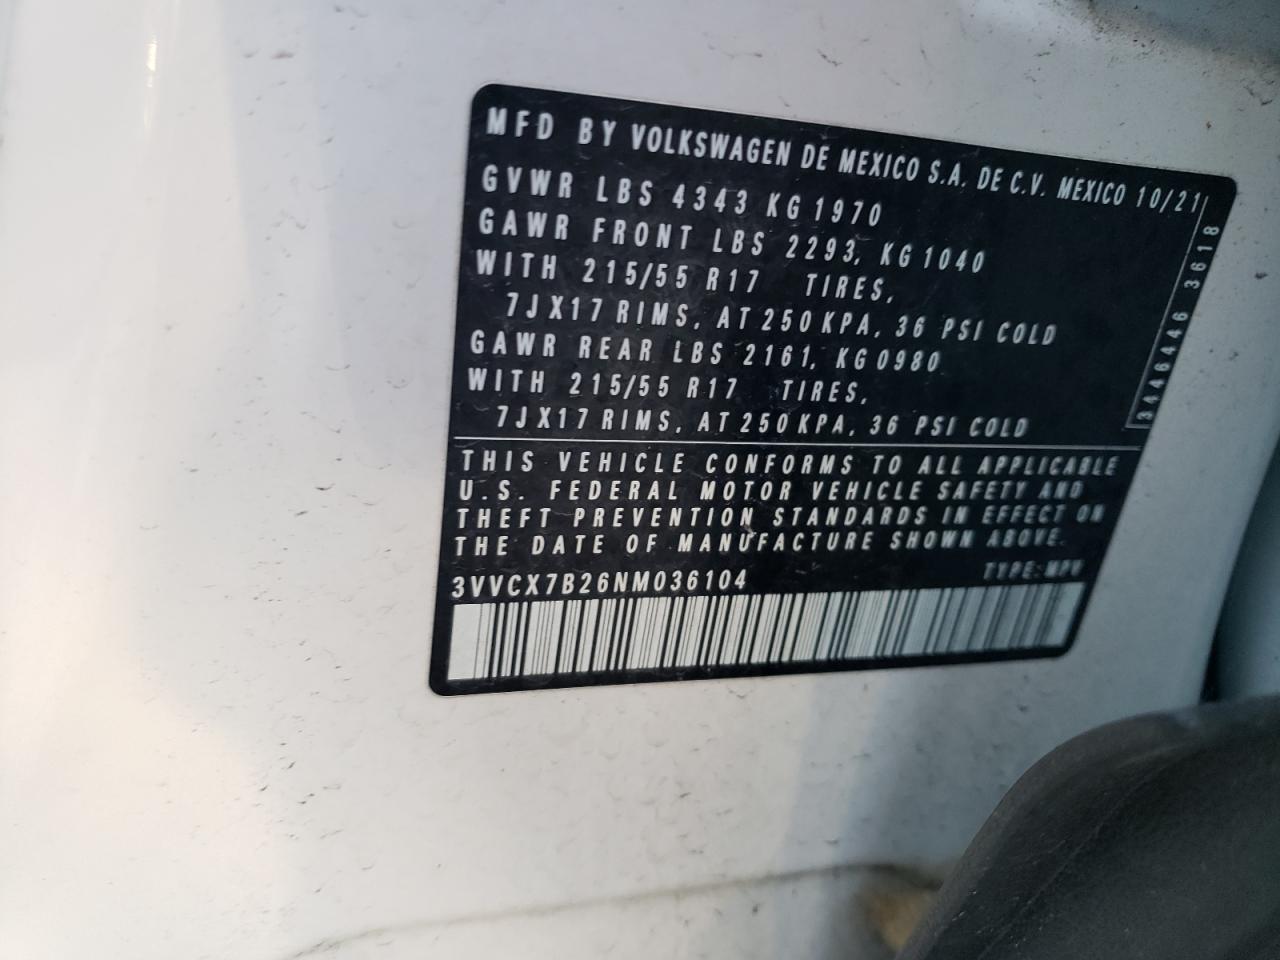 MFD BY VOLKSWAGEN DE MEXICO S.A. DE C.V. MEXICO 10/21
GVWR LBS 4343 KG 1970
GAWR FRONT LBS 2293, KG 1040
WITH 215/55 R17 TIRES,
7JX17 RIMS, AT 250 KPA, 36 PSI COLD
GAWR REAR LBS 2161, KG 0980
WITH 215/55 R17 TIRES,
7JX17 RIMS, AT 250 KPA, 36 PSI COLD
3446446 3618
THIS VEHICLE CONFORMS TO ALL APPLICABLE
U.S. FEDERAL MOTOR VEHICLE SAFETY AND
THEFT PREVENTION STANDARDS IN EFFECT ON
THE DATE OF MANUFACTURE SHOWN ABOVE.
3VVCX7B26NM036104
TYPE: MPV